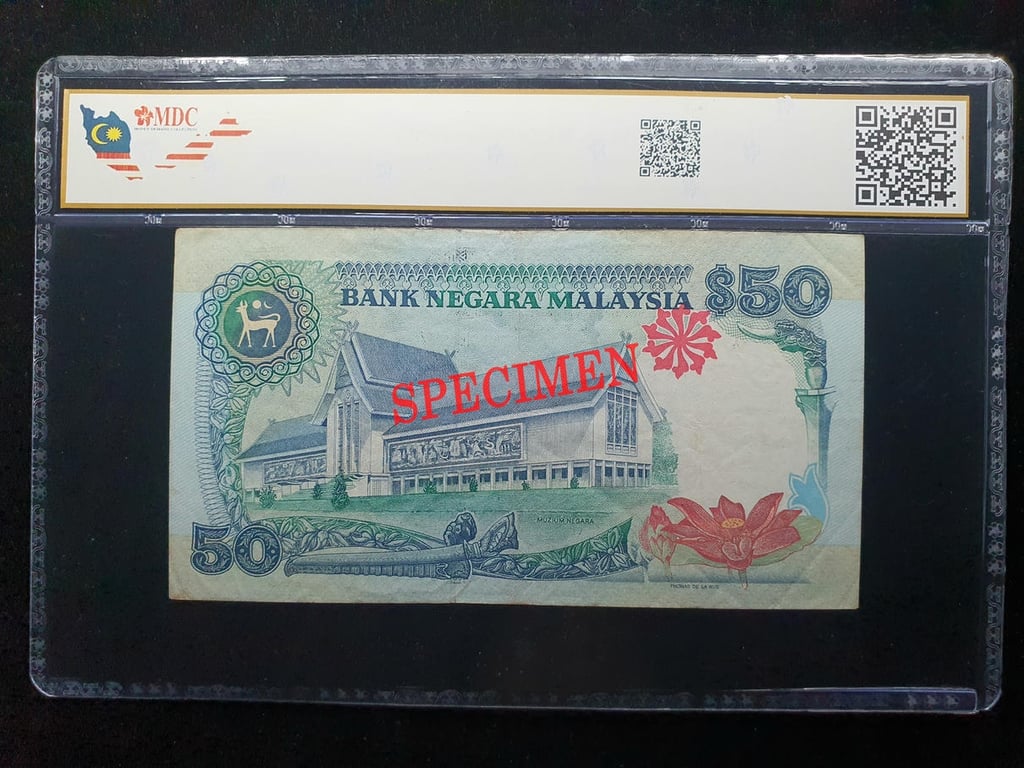 MDC
BANK NEGARA MALAYSIA $50
SPECIMEN
MUZIUM NEGARA
50
THOMAS DE LA RUE